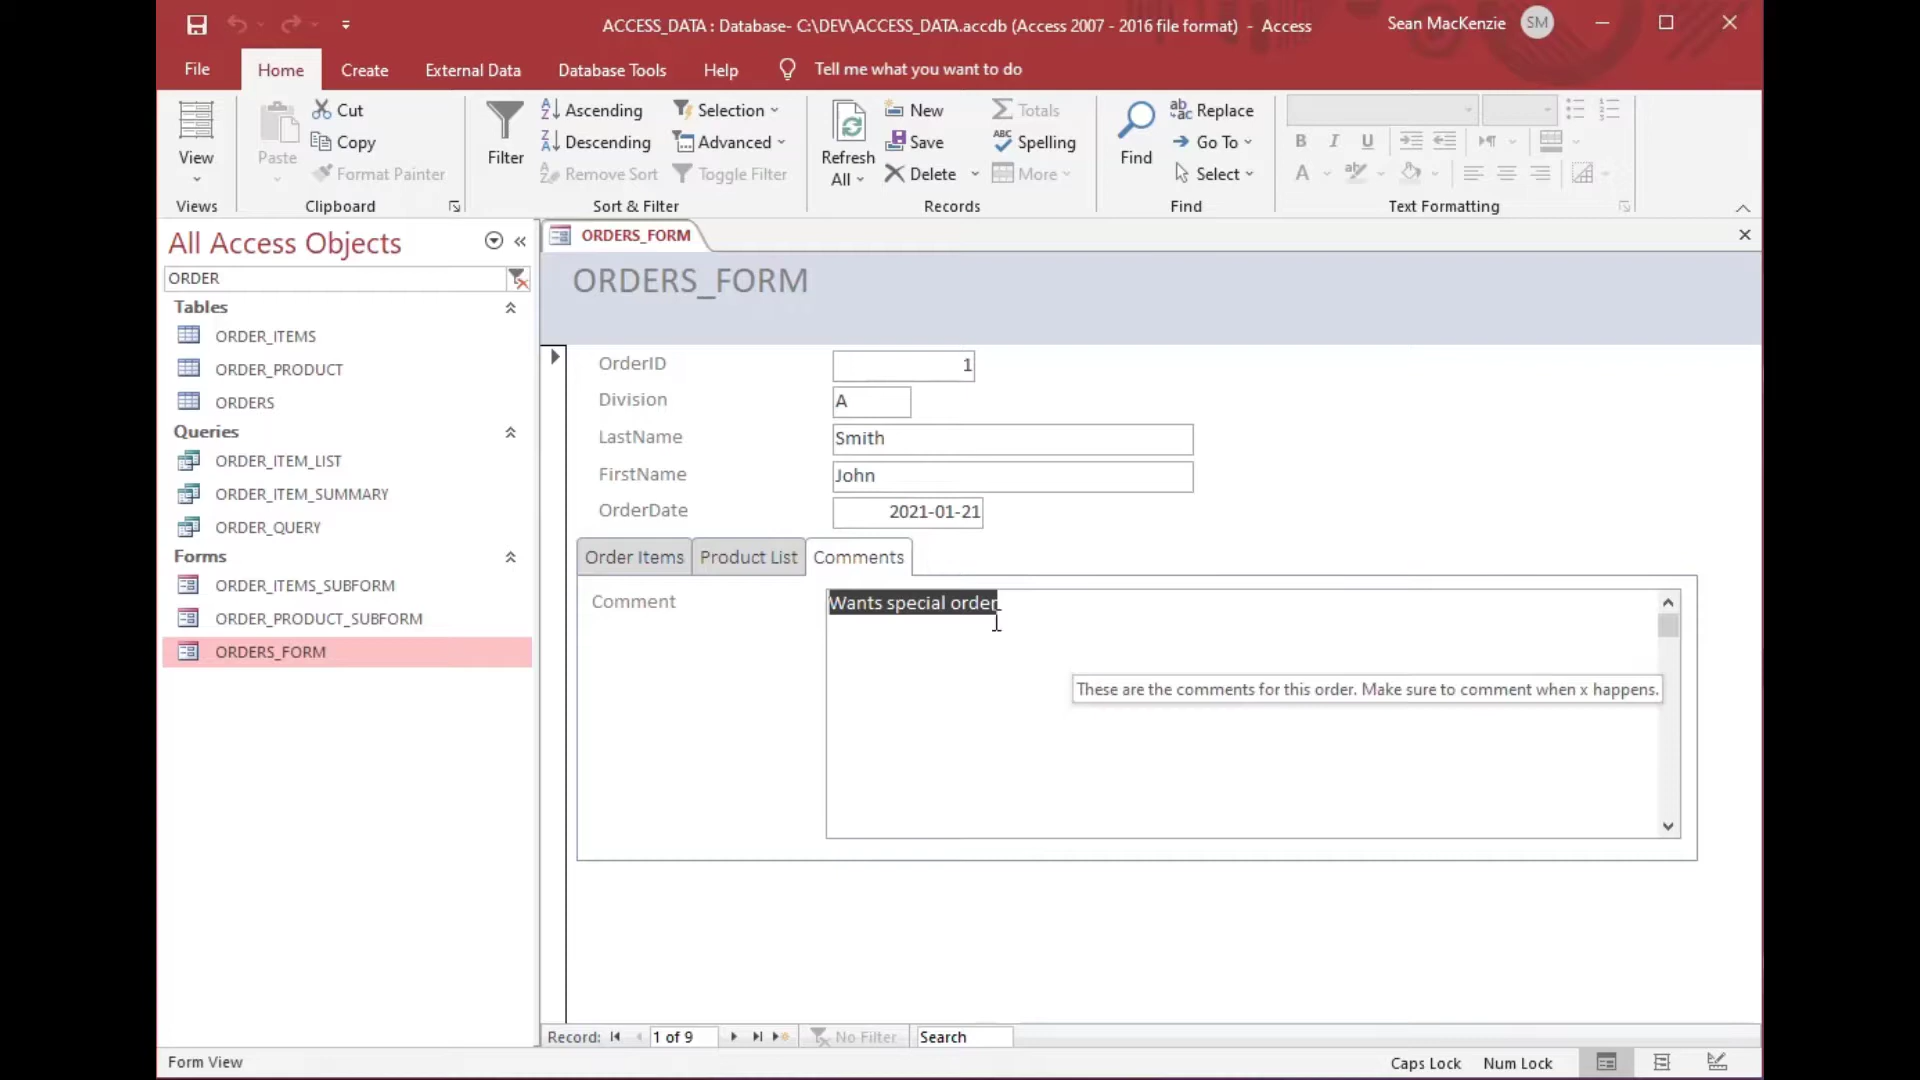 ACCESS_DATA : Database- C:\DEV\ACCESS_DATA.accdb (Access 2007 - 2016 file format) - Access
Sean MacKenzie SM
File Home Create External Data Database Tools Help Tell me what you want to do
View
Views
Paste
Cut
Copy
Format Painter
Clipboard
Filter
Ascending
Descending
Remove Sort
Selection
Advanced
Toggle Filter
Sort & Filter
Refresh
All
New
Save
Delete
Totals
Spelling
More
Records
Find
Replace
Go To
Select
Find
B I U
A
Text Formatting
All Access Objects
ORDER
Tables
ORDER_ITEMS
ORDER_PRODUCT
ORDERS
Queries
ORDER_ITEM_LIST
ORDER_ITEM_SUMMARY
ORDER_QUERY
Forms
ORDER_ITEMS_SUBFORM
ORDER_PRODUCT_SUBFORM
ORDERS_FORM
ORDERS_FORM
ORDERS_FORM
OrderID 1
Division A
LastName Smith
FirstName John
OrderDate 2021-01-21
Order Items Product List Comments
Comment Wants special order
These are the comments for this order. Make sure to comment when x happens.
Record: 1 of 9 No Filter Search
Form View Caps Lock Num Lock